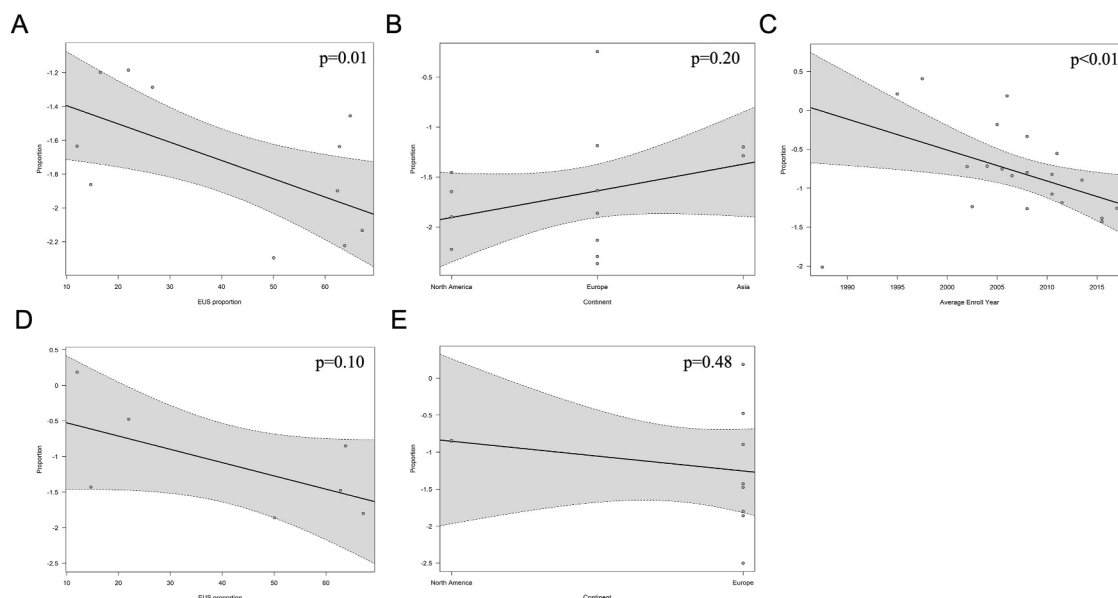 A
p=0.01
Proportion
-1.2
-1.4
-1.6
-1.8
-2
-2.2
10 20 30 40 50 60
EUS proportion
B
p=0.20
Proportion
-0.5
-1
-1.5
-2
North America Europe Asia
Continent
C
p<0.01
Proportion
0.5
0
-0.5
-1
-1.5
-2
1990 1995 2000 2005 2010 2015
Average Enroll Year
D
p=0.10
Proportion
0.5
0
-0.5
-1
-1.5
-2
-2.5
10 20 30 40 50 60
EUS proportion
E
p=0.48
Proportion
0
-0.5
-1
-1.5
-2
-2.5
North America Europe
Continent